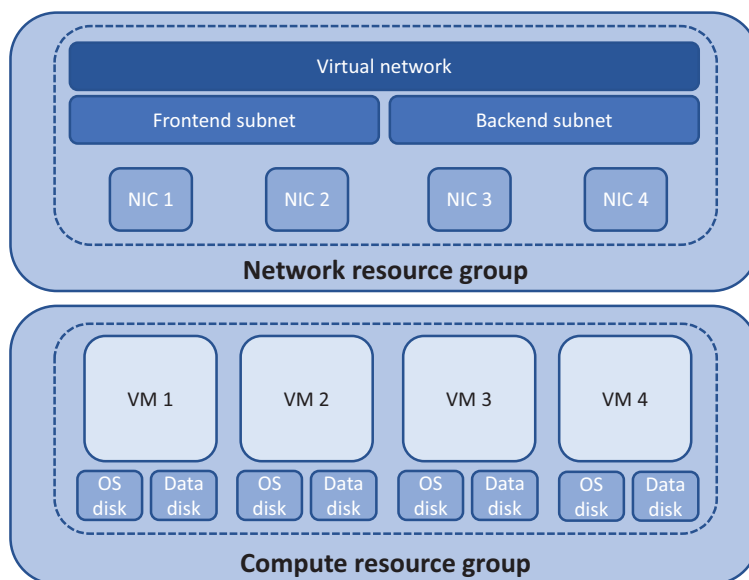 Virtual network
Frontend subnet
Backend subnet
NIC 1
NIC 2
NIC 3
NIC 4
Network resource group
VM 1
VM 2
VM 3
VM 4
OS
disk
Data
disk
OS
disk
Data
disk
OS
disk
Data
disk
OS
disk
Data
disk
Compute resource group